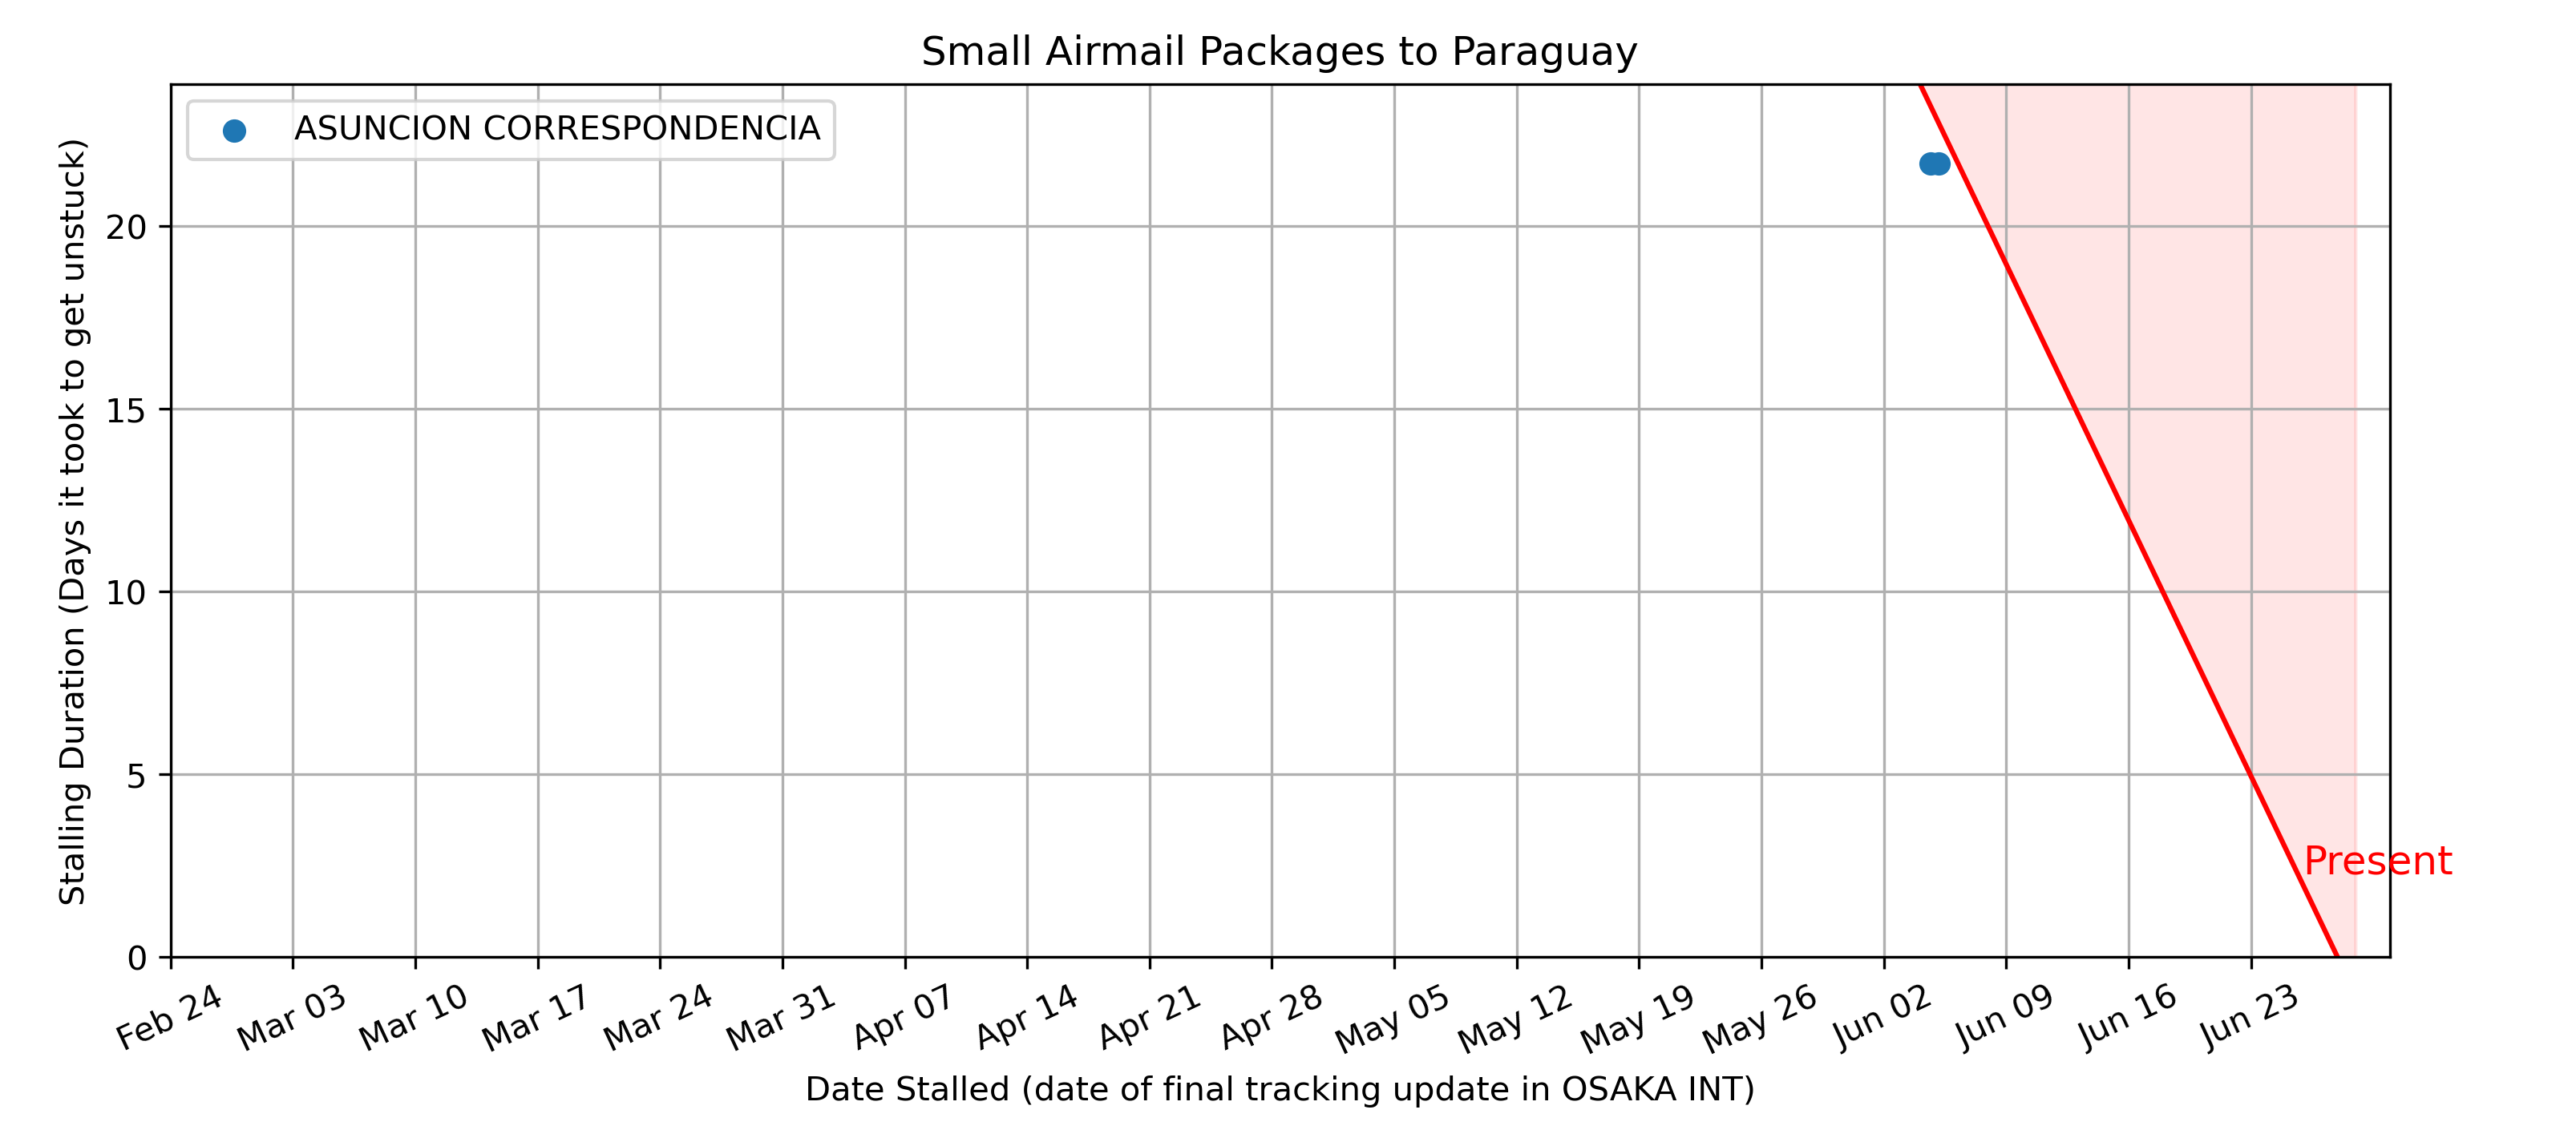 Small Airmail Packages to Paraguay
ASUNCION CORRESPONDENCIA
Stalling Duration (Days it took to get unstuck)
20
15
10
5
0
Present
Feb 24 Mar 03 Mar 10 Mar 17 Mar 24 Mar 31 Apr 07 Apr 14 Apr 21 Apr 28 May 05 May 12 May 19 May 26 Jun 02 Jun 09 Jun 16 Jun 23
Date Stalled (date of final tracking update in OSAKA INT)